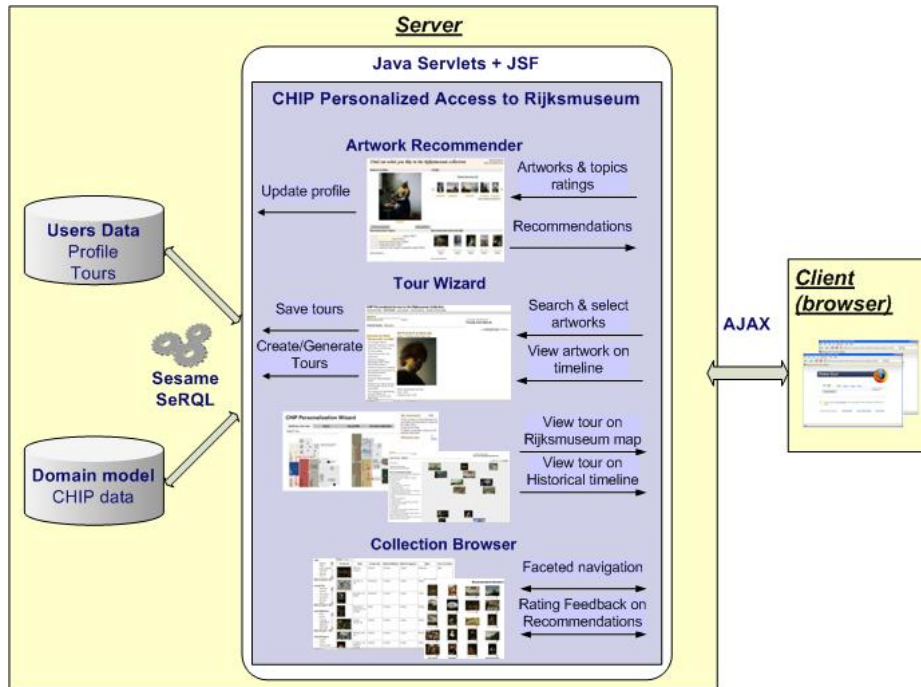 Server
Java Servlets + JSF
CHIP Personalized Access to Rijksmuseum
Artwork Recommender
Update profile
Artworks & topics
ratings
Recommendations
Users Data
Profile
Tours
Tour Wizard
Save tours
Create/Generate
Tours
Search & select
artworks
View artwork on
timeline
Sesame
SeRQL
CHIP Personalization Wizard
View tour on
Rijksmuseum map
View tour on
Historical timeline
Domain model
CHIP data
Collection Browser
Faceted navigation
Rating Feedback on
Recommendations
AJAX
Client
(browser)